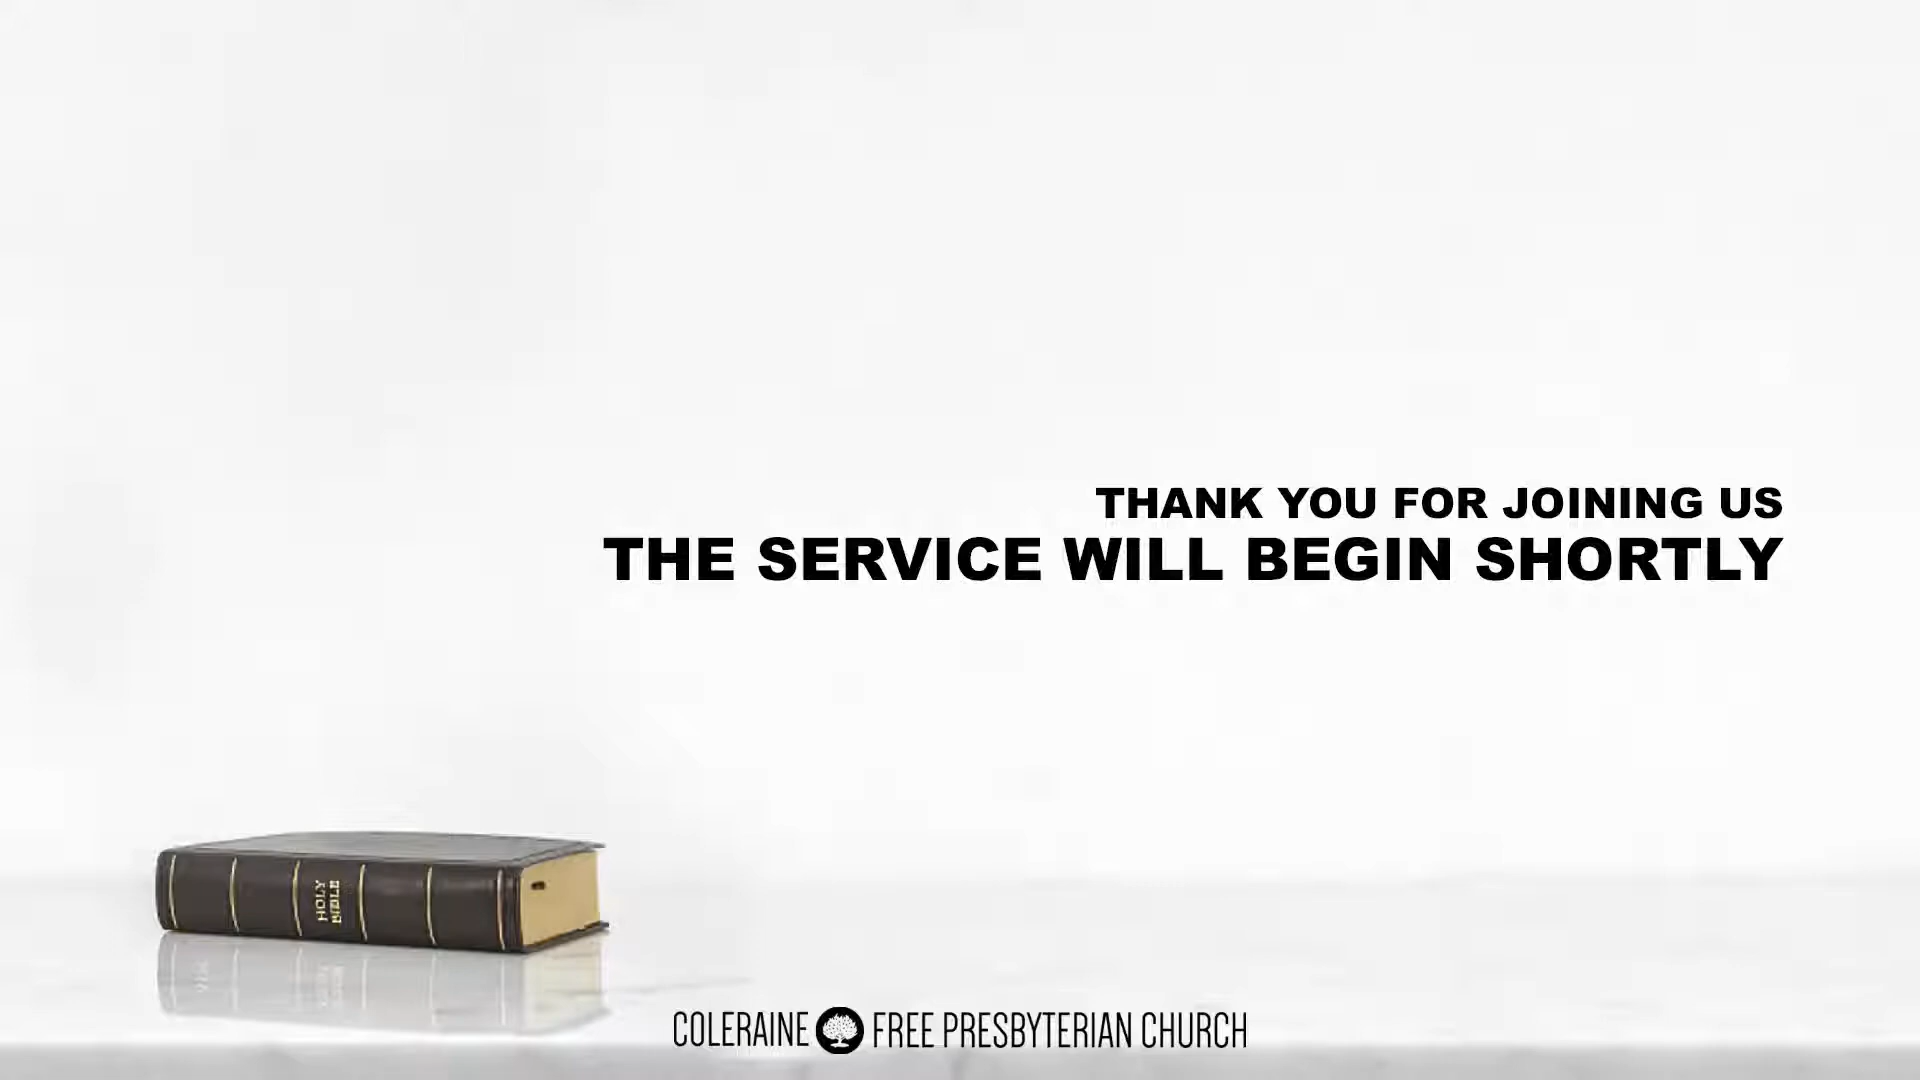 THANK YOU FOR JOINING US
THE SERVICE WILL BEGIN SHORTLY
HOLY
BIBLE
COLERAINE FREE PRESBYTERIAN CHURCH